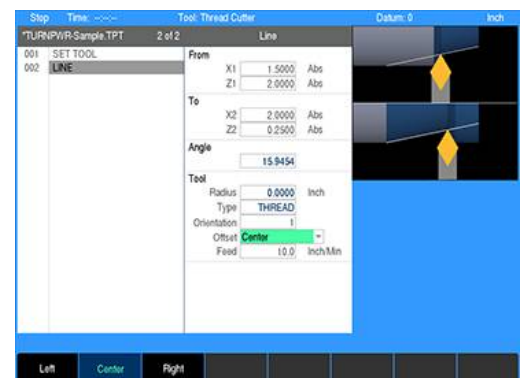 Stop Time: --:--:-- Tool: Thread Cutter Datum: 0 Inch
*TURNPWR-Sample.TPT 2 of 2 Line
001 SET TOOL
002 LINE
From
X1 1.5000 Abs
Z1 2.0000 Abs
To
X2 2.0000 Abs
Z2 0.2500 Abs
Angle
15.9454
Tool
Radius 0.0000 Inch
Type THREAD
Orientation 1
Offset Center
Feed 10.0 Inch/Min
Left Center Right